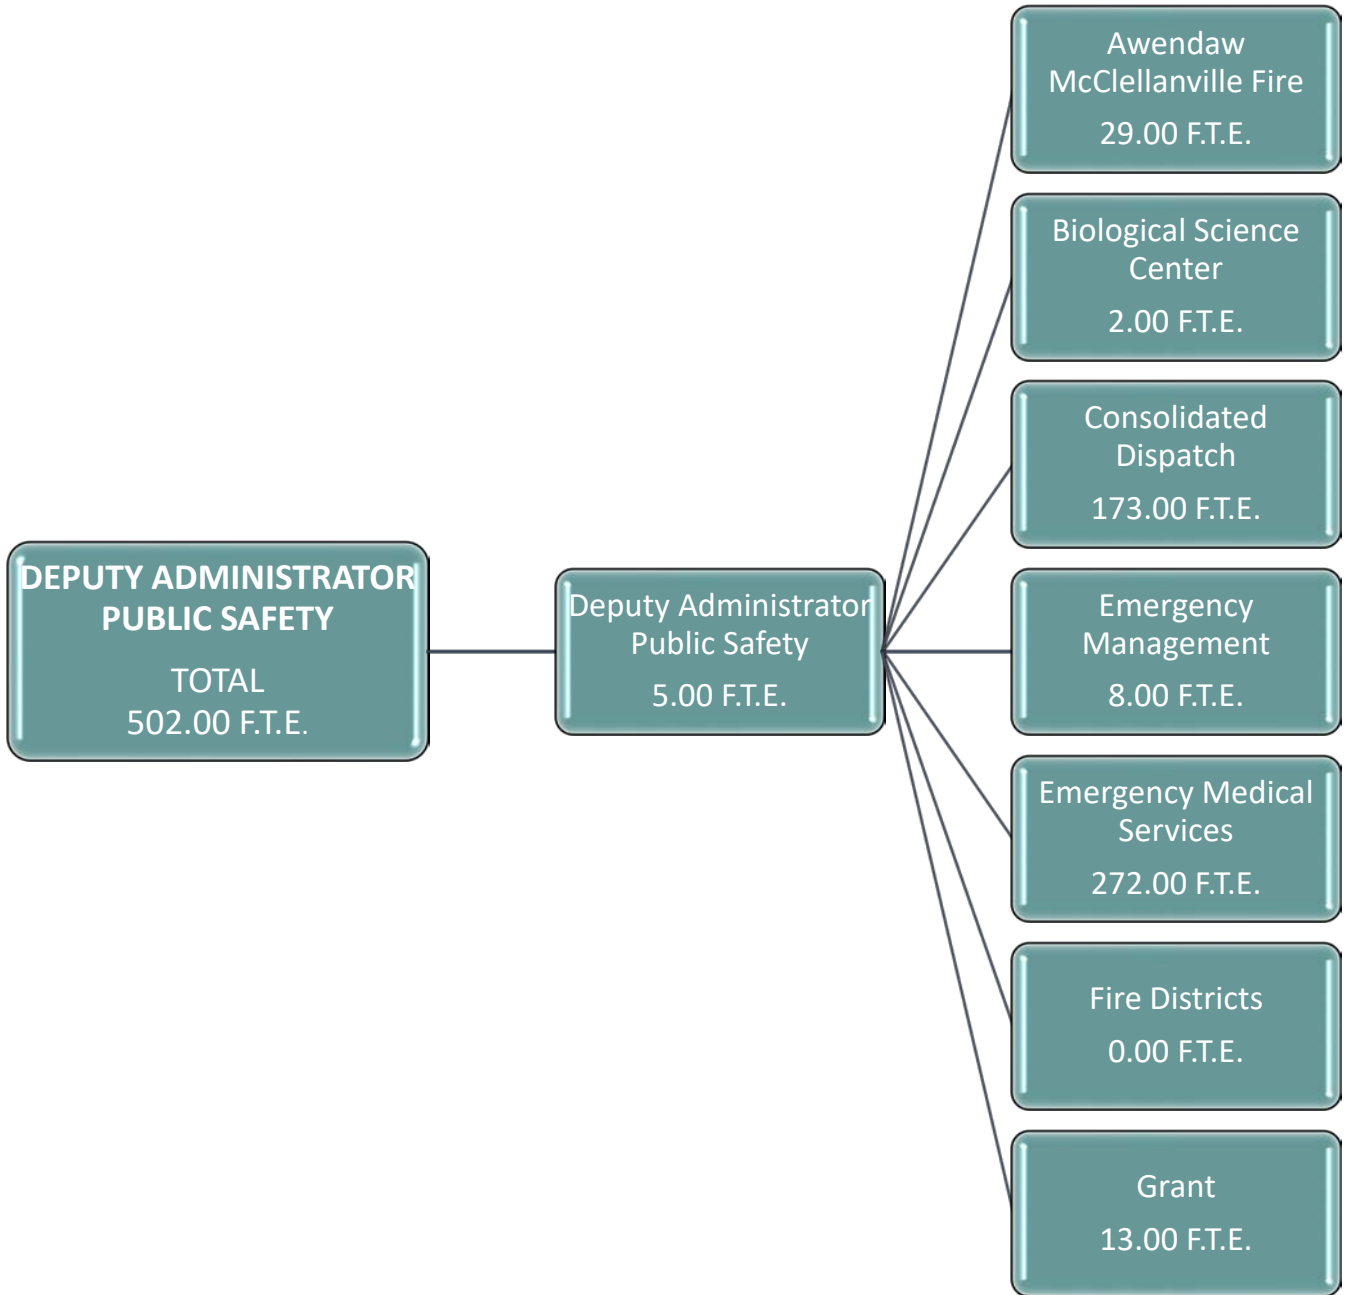 DEPUTY ADMINISTRATOR
PUBLIC SAFETY
TOTAL
502.00 F.T.E.
Deputy Administrator
Public Safety
5.00 F.T.E.
Awendaw
McClellanville Fire
29.00 F.T.E.
Biological Science
Center
2.00 F.T.E.
Consolidated
Dispatch
173.00 F.T.E.
Emergency
Management
8.00 F.T.E.
Emergency Medical
Services
272.00 F.T.E.
Fire Districts
0.00 F.T.E.
Grant
13.00 F.T.E.